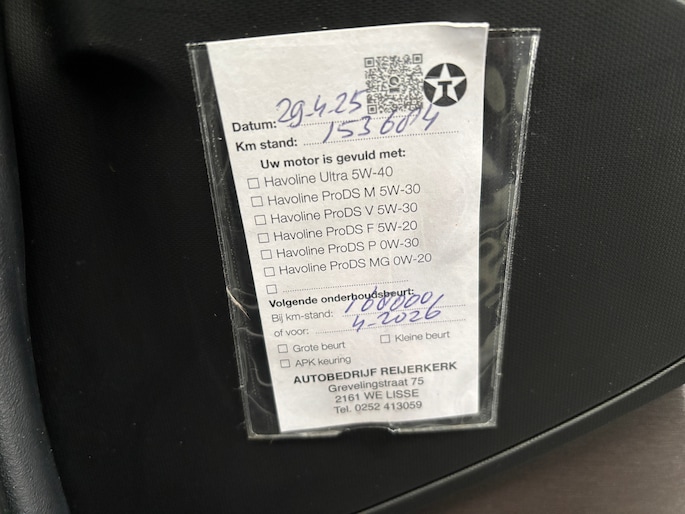 T
Datum: 29-4-25
Km stand: 153604
Uw motor is gevuld met:
Havoline Ultra 5W-40
Havoline ProDS M 5W-30
Havoline ProDS V 5W-30
Havoline ProDS F 5W-20
Havoline ProDS P 0W-30
Havoline ProDS MG 0W-20
Volgende onderhoudsbeurt:
Bij km-stand:
of voor: 4-2026
Grote beurt Kleine beurt
APK keuring
AUTOBEDRIJF REIJERKERK
Grevelingstraat 75
2161 WE LISSE
Tel. 0252 413059